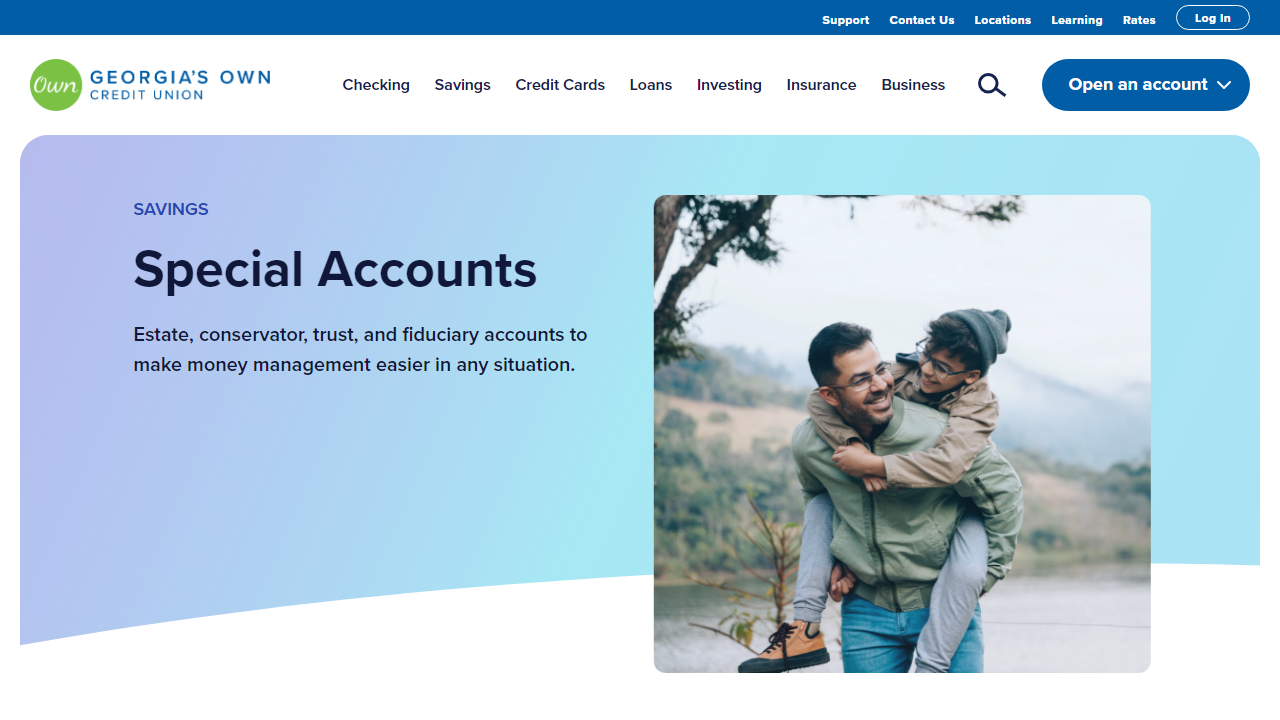 Support Contact Us Locations Learning Rates Log In
Own GEORGIA'S OWN
CREDIT UNION
Checking Savings Credit Cards Loans Investing Insurance Business
Open an account
SAVINGS
Special Accounts
Estate, conservator, trust, and fiduciary accounts to
make money management easier in any situation.